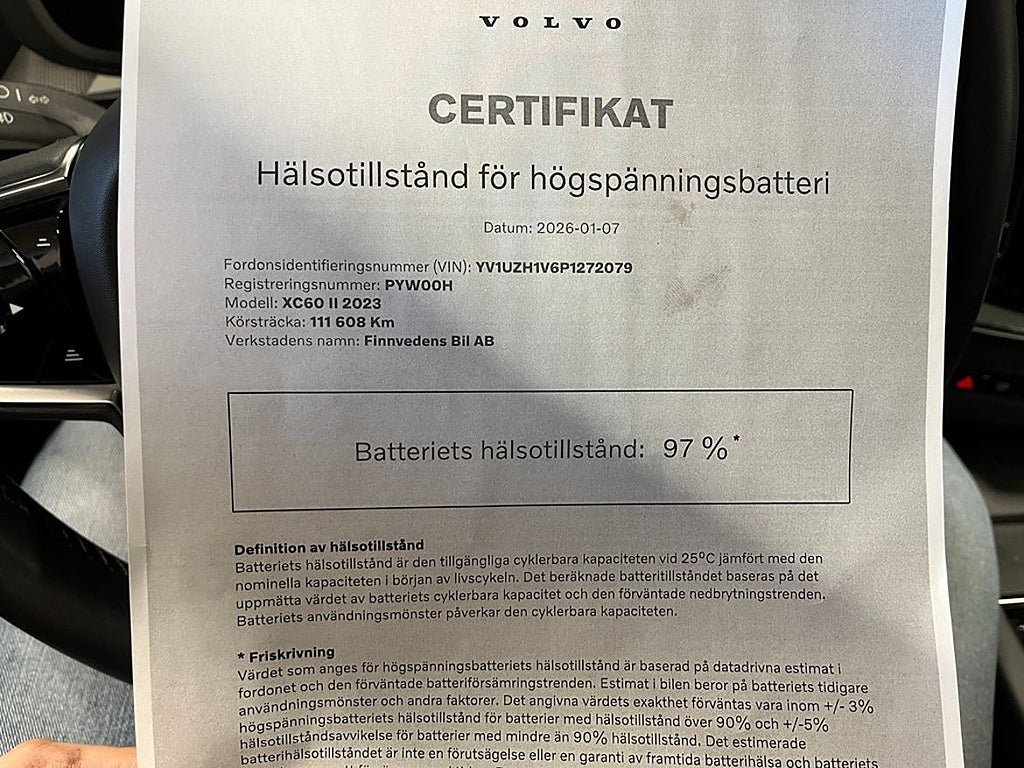 VOLVO
CERTIFIKAT
Hälsotillstånd för högspänningsbatteri
Datum: 2026-01-07
Fordonsidentifieringsnummer (VIN): YV1UZH1V6P1272079
Registreringsnummer: PYW00H
Modell: XC60 II 2023
Körsträcka: 111 608 Km
Verkstadens namn: Finnvedens Bil AB
Batteriets hälsotillstånd: 97 %*
Definition av hälsotillstånd
Batteriets hälsotillstånd är den tillgängliga cyklerbara kapaciteten vid 25ºC jämfört med den
nominella kapaciteten i början av livscykeln. Det beräknade batteritillståndet baseras på det
uppmätta värdet av batteriets cyklerbara kapacitet och den förväntade nedbrytningstrenden.
Batteriets användningsmönster påverkar den cyklerbara kapaciteten.
* Friskrivning
Värdet som anges för högspänningsbatteriets hälsotillstånd är baserad på datadrivna estimat i
fordonet och den förväntade batteriförsämringstrenden. Estimat i bilen beror på batteriets tidigare
användningsmönster och andra faktorer. Det angivna värdets exakthet förväntas vara inom +/- 3%
högspänningsbatteriets hälsotillstånd för batterier med hälsotillstånd över 90% och +/-5%
hälsotillståndsavvikelse för batterier med mindre än 90% hälsotillstånd. Det estimerade
batterihälsotillståndet är inte en förutsägelse eller en garanti av framtida batterihälsa och batteriets